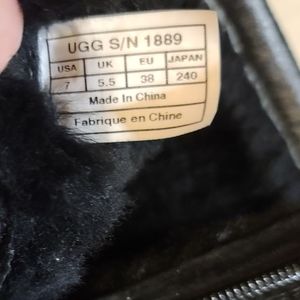 UGG S/N 1889
USA UK EU JAPAN
7 5.5 38 240
Made In China
Fabrique en Chine